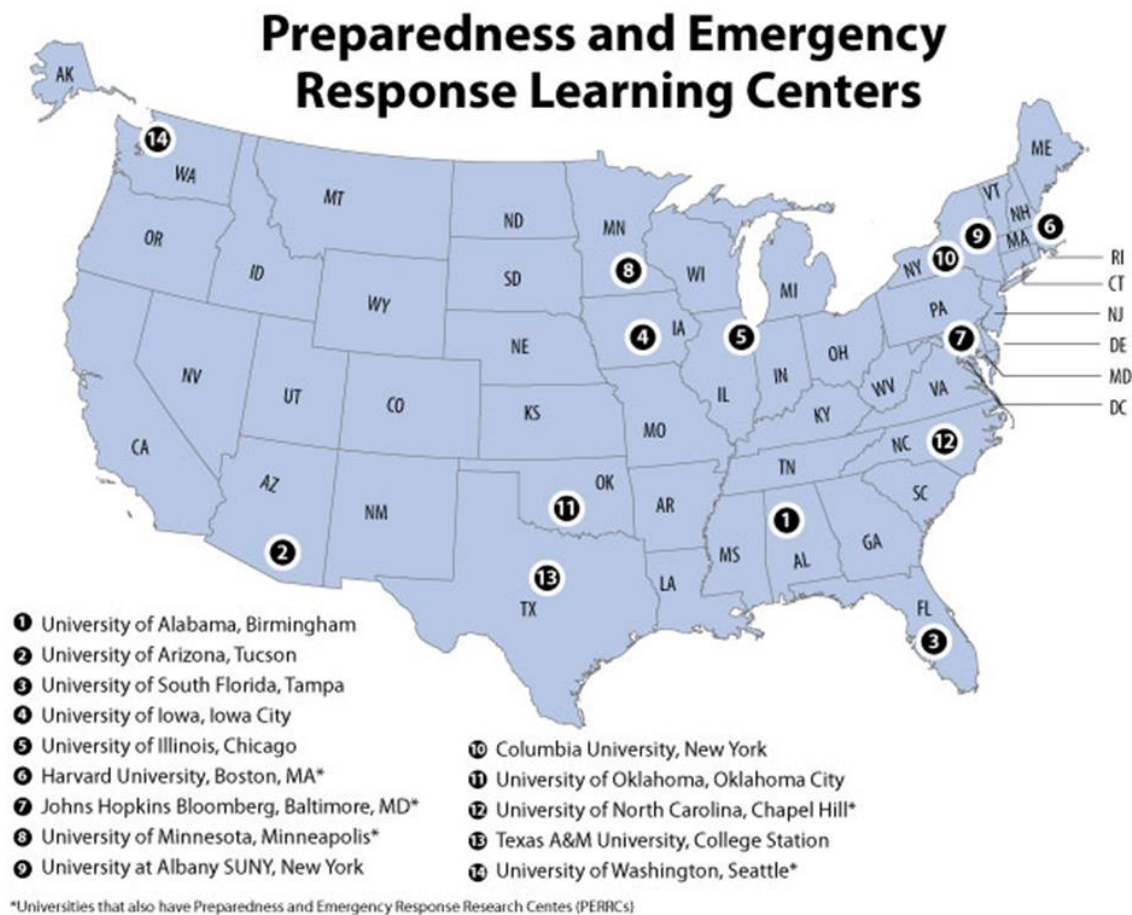 Preparedness and Emergency
Response Learning Centers
AK
14
WA
MT
ND
MN
ME
VT
NH
6
OR
ID
SD
8
WI
MI
9
MA
10
NY
RI
CT
WY
NE
4
IA
5
PA
NJ
7
DE
NV
UT
CO
KS
IL
IN
OH
WV
VA
MD
DC
CA
MO
KY
NC
12
AZ
NM
OK
11
AR
TN
SC
2
13
TX
MS
1
AL
GA
LA
FL
3
1 University of Alabama, Birmingham
2 University of Arizona, Tucson
3 University of South Florida, Tampa
4 University of Iowa, Iowa City
5 University of Illinois, Chicago
6 Harvard University, Boston, MA*
7 Johns Hopkins Bloomberg, Baltimore, MD*
8 University of Minnesota, Minneapolis*
9 University at Albany SUNY, New York
10 Columbia University, New York
11 University of Oklahoma, Oklahoma City
12 University of North Carolina, Chapel Hill*
13 Texas A&M University, College Station
14 University of Washington, Seattle*
*Universities that also have Preparedness and Emergency Response Research Centes (PERRCs)